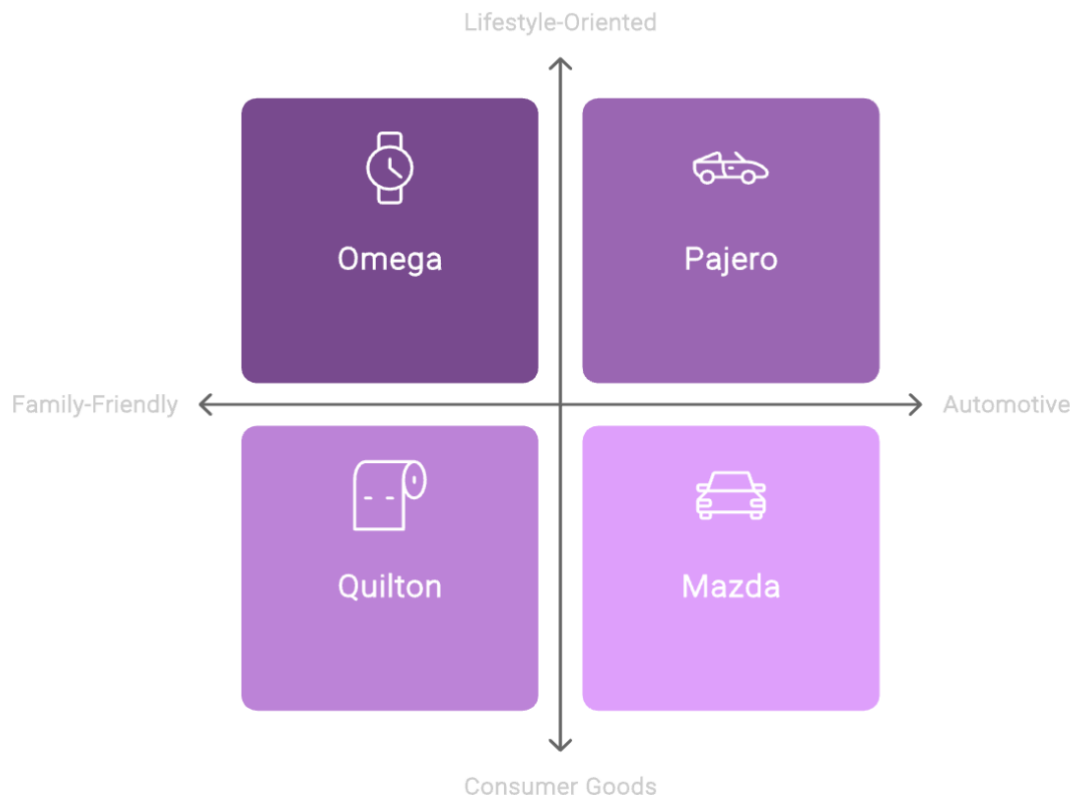 Lifestyle-Oriented
Omega
Pajero
Family-Friendly
Automotive
Quilton
Mazda
Consumer Goods